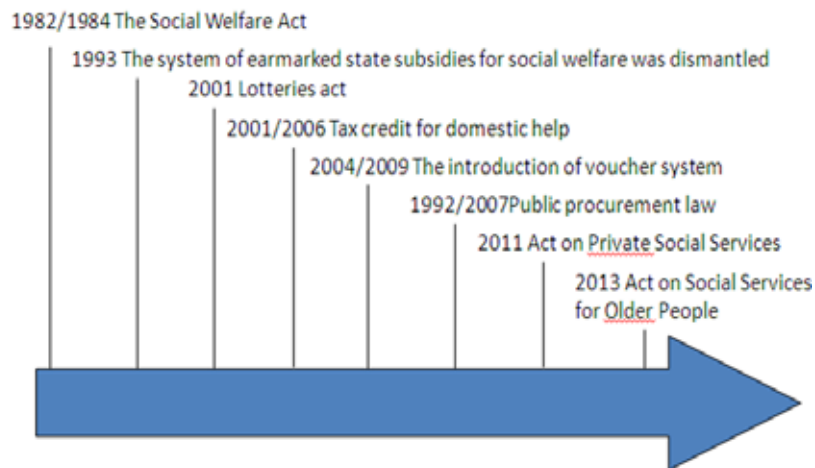 1982/1984 The Social Welfare Act
1993 The system of earmarked state subsidies for social welfare was dismantled
2001 Lotteries act
2001/2006 Tax credit for domestic help
2004/2009 The introduction of voucher system
1992/2007Public procurement law
2011 Act on Private Social Services
2013 Act on Social Services
for Older People